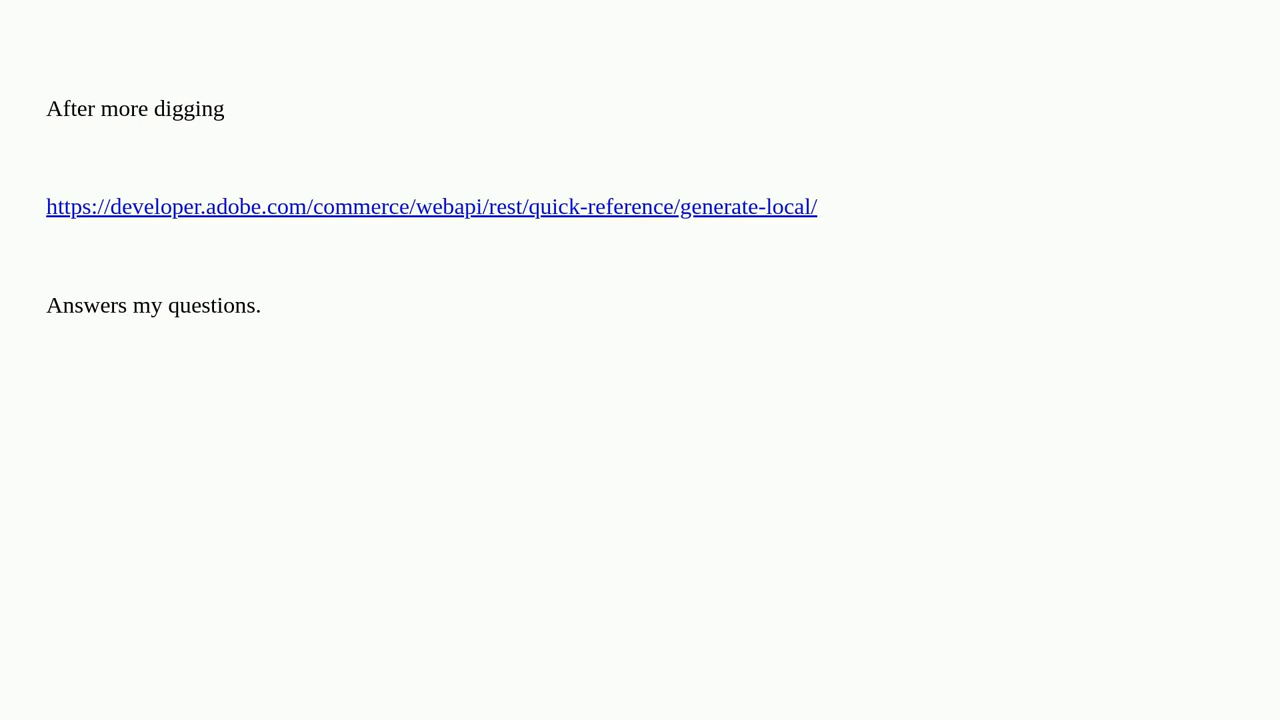 After more digging
https://developer.adobe.com/commerce/webapi/rest/quick-reference/generate-local/
Answers my questions.